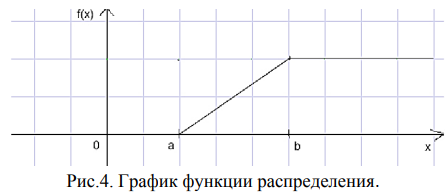 f(x)
0 a b x
Рис.4. График функции распределения.